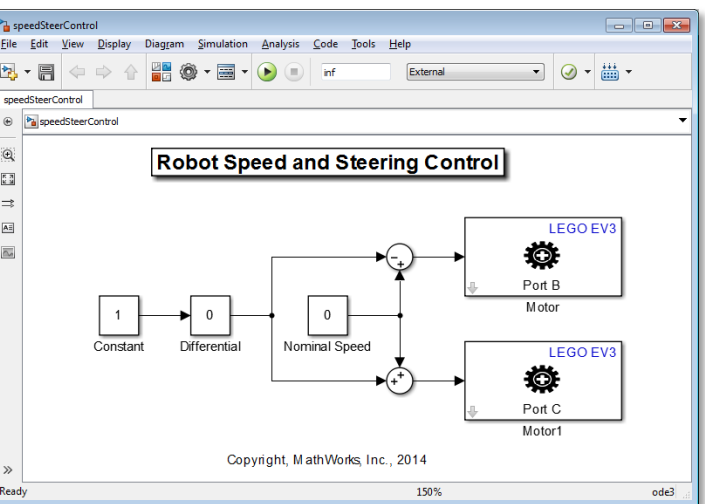 speedSteerControl
File Edit View Display Diagram Simulation Analysis Code Tools Help
inf External
speedSteerControl
speedSteerControl
Robot Speed and Steering Control
LEGO EV3
Port B
Motor
1 0 0
Constant Differential Nominal Speed
LEGO EV3
Port C
Motor1
Copyright, MathWorks, Inc., 2014
Ready 150% ode3